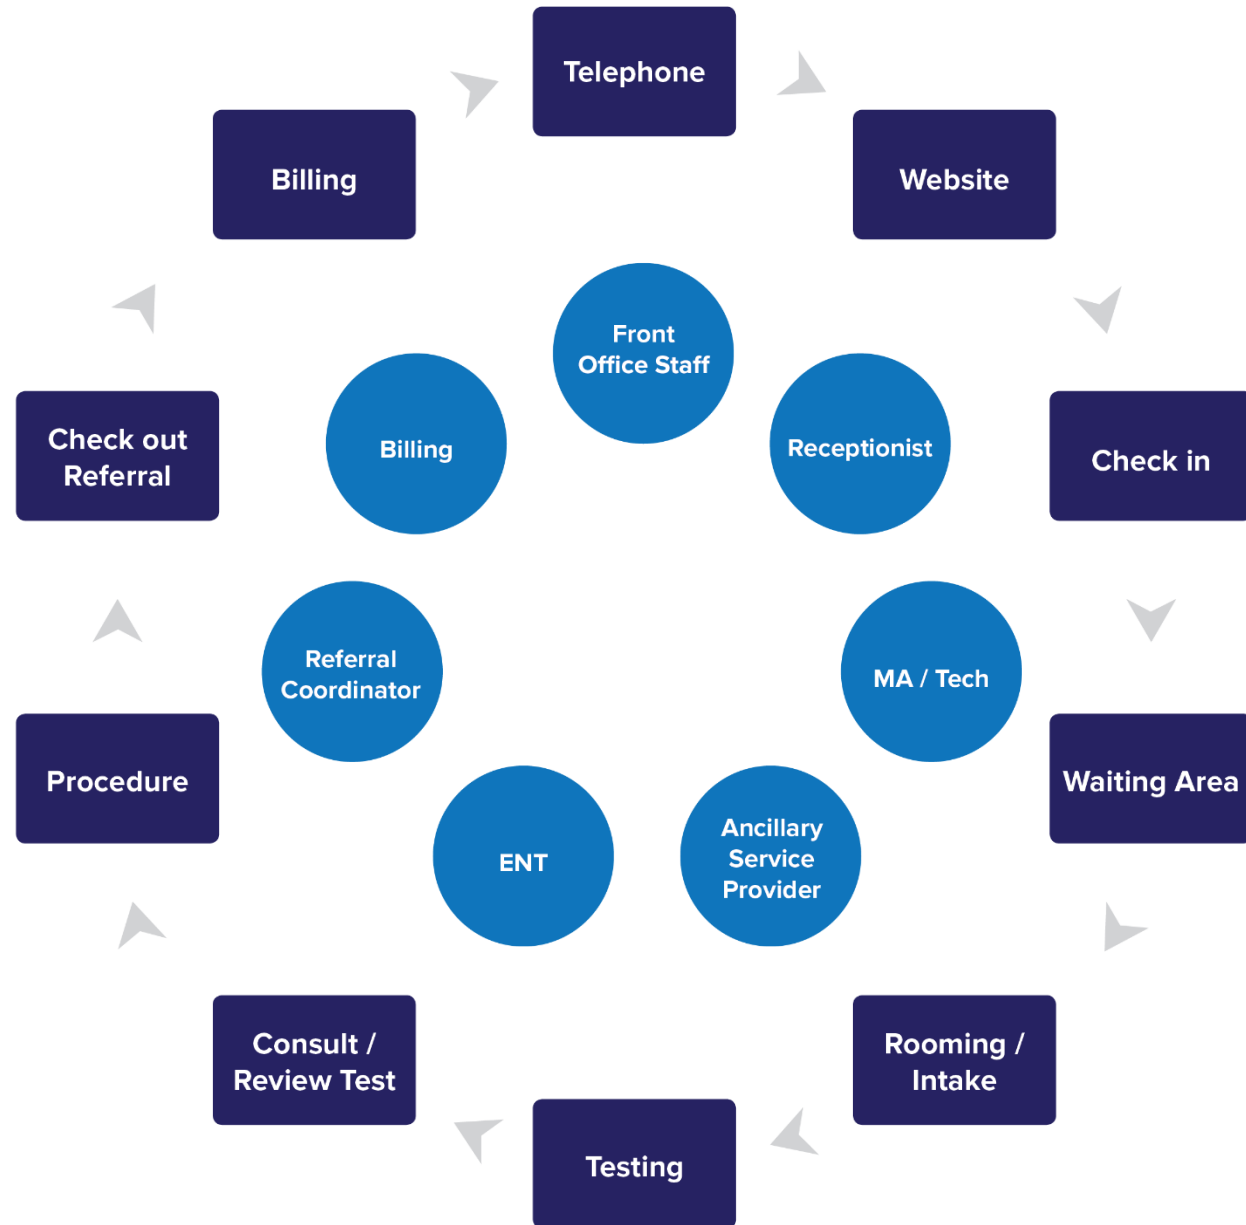 Telephone
Website
Check in
Waiting Area
Rooming /
Intake
Testing
Consult /
Review Test
Procedure
Check out
Referral
Billing
Front
Office Staff
Receptionist
MA / Tech
Ancillary
Service
Provider
ENT
Referral
Coordinator
Billing